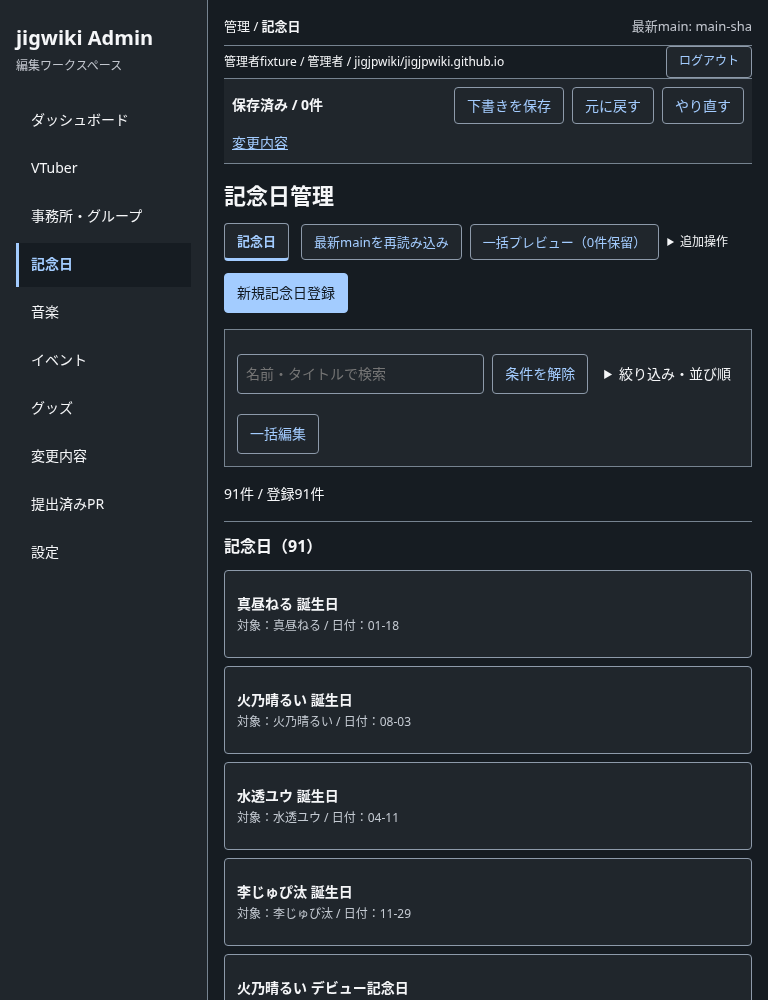 jigwiki Admin
編集ワークスペース
ダッシュボード
VTuber
事務所・グループ
記念日
音楽
イベント
グッズ
変更内容
提出済みPR
設定
管理 / 記念日
最新main: main-sha
管理者fixture / 管理者 / jigjpwiki/jigjpwiki.github.io
ログアウト
保存済み / 0件
下書きを保存
元に戻す
やり直す
変更内容
記念日管理
記念日
最新mainを再読み込み
一括プレビュー（0件保留）
▶ 追加操作
新規記念日登録
名前・タイトルで検索
条件を解除
▶ 絞り込み・並び順
一括編集
91件 / 登録91件
記念日（91）
真昼ねる 誕生日
対象：真昼ねる / 日付：01-18
火乃晴るい 誕生日
対象：火乃晴るい / 日付：08-03
水透ユウ 誕生日
対象：水透ユウ / 日付：04-11
李じゅぴ汰 誕生日
対象：李じゅぴ汰 / 日付：11-29
火乃晴るい デビュー記念日